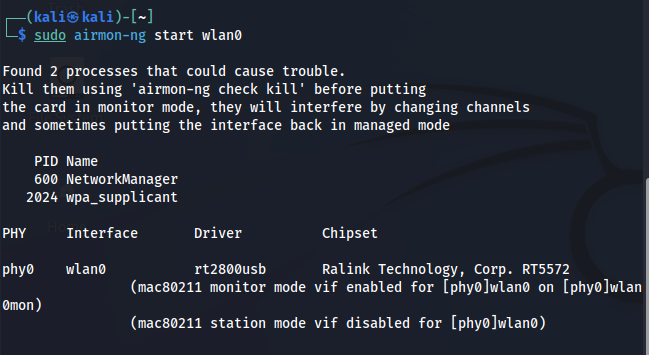 (kali㉿kali)-[~]
$ sudo airmon-ng start wlan0
Found 2 processes that could cause trouble.
Kill them using 'airmon-ng check kill' before putting
the card in monitor mode, they will interfere by changing channels
and sometimes putting the interface back in managed mode
PID Name
600 NetworkManager
2024 wpa_supplicant
PHY Interface Driver Chipset
phy0 wlan0 rt2800usb Ralink Technology, Corp. RT5572
(mac80211 monitor mode vif enabled for [phy0]wlan0 on [phy0]wlan
0mon)
(mac80211 station mode vif disabled for [phy0]wlan0)